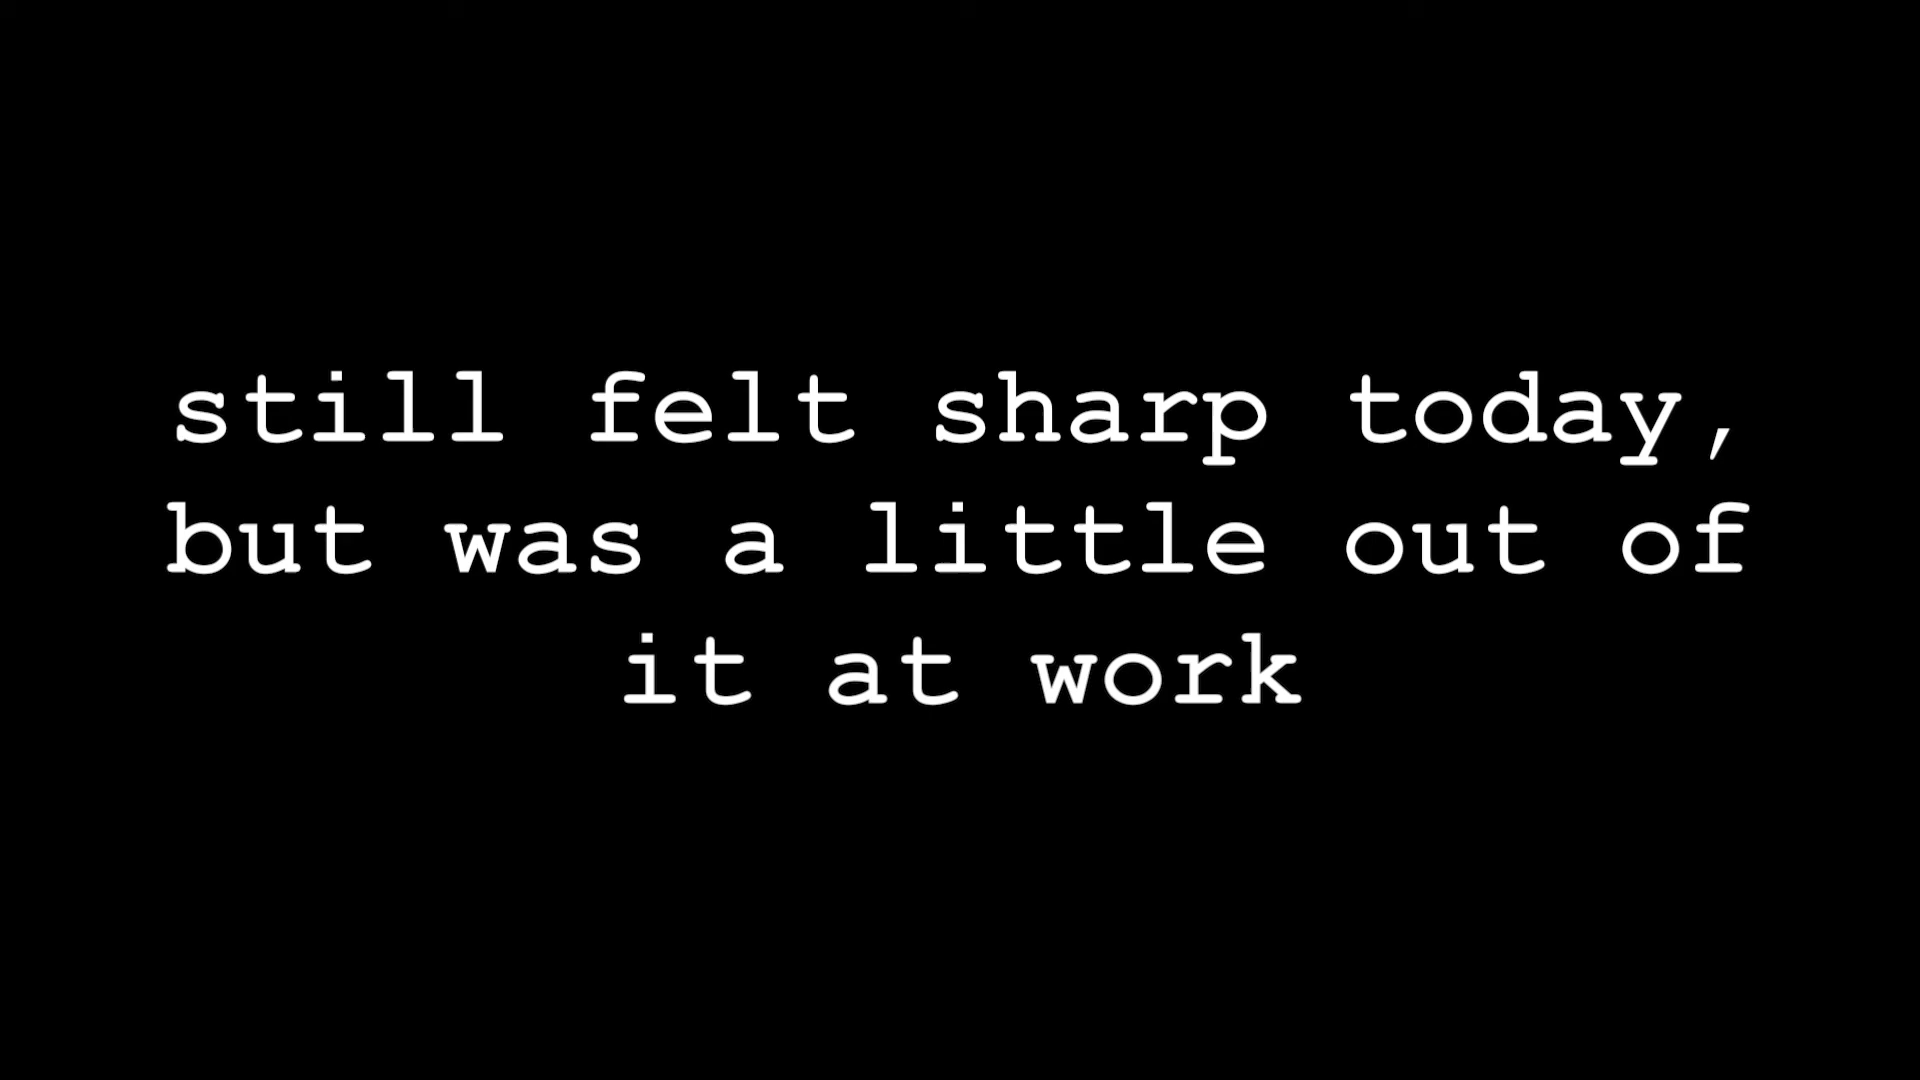 still felt sharp today,
but was a little out of
it at work